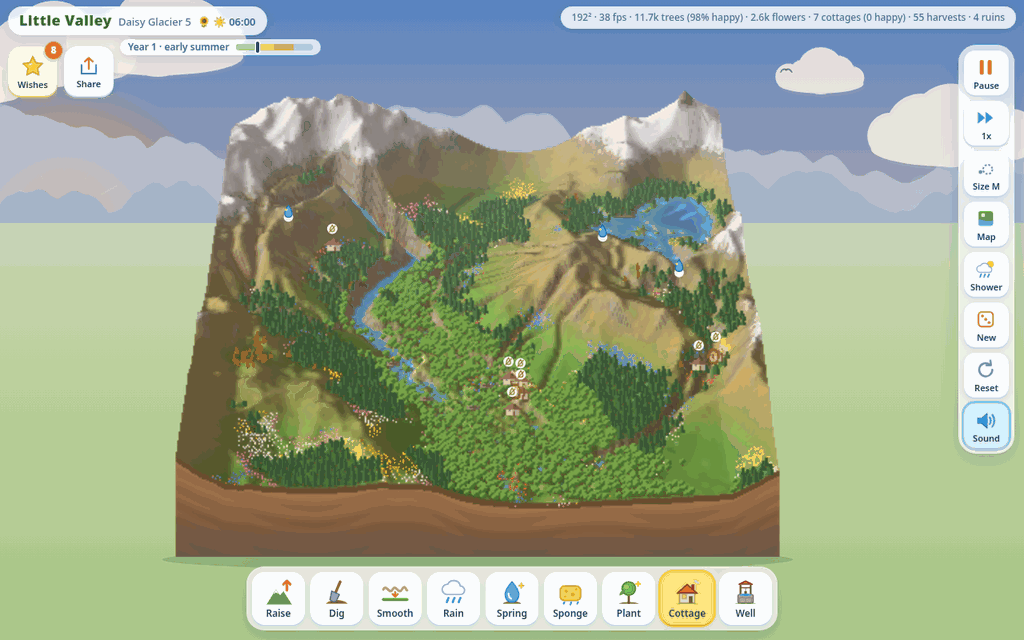 Little Valley Daisy Glacier 5 06:00
192² · 38 fps · 11.7k trees (98% happy) · 2.6k flowers · 7 cottages (0 happy) · 55 harvests · 4 ruins
Year 1 · early summer
8
Wishes
Share
Pause
1x
Size M
Map
Shower
New
Reset
Sound
Raise
Dig
Smooth
Rain
Spring
Sponge
Plant
Cottage
Well